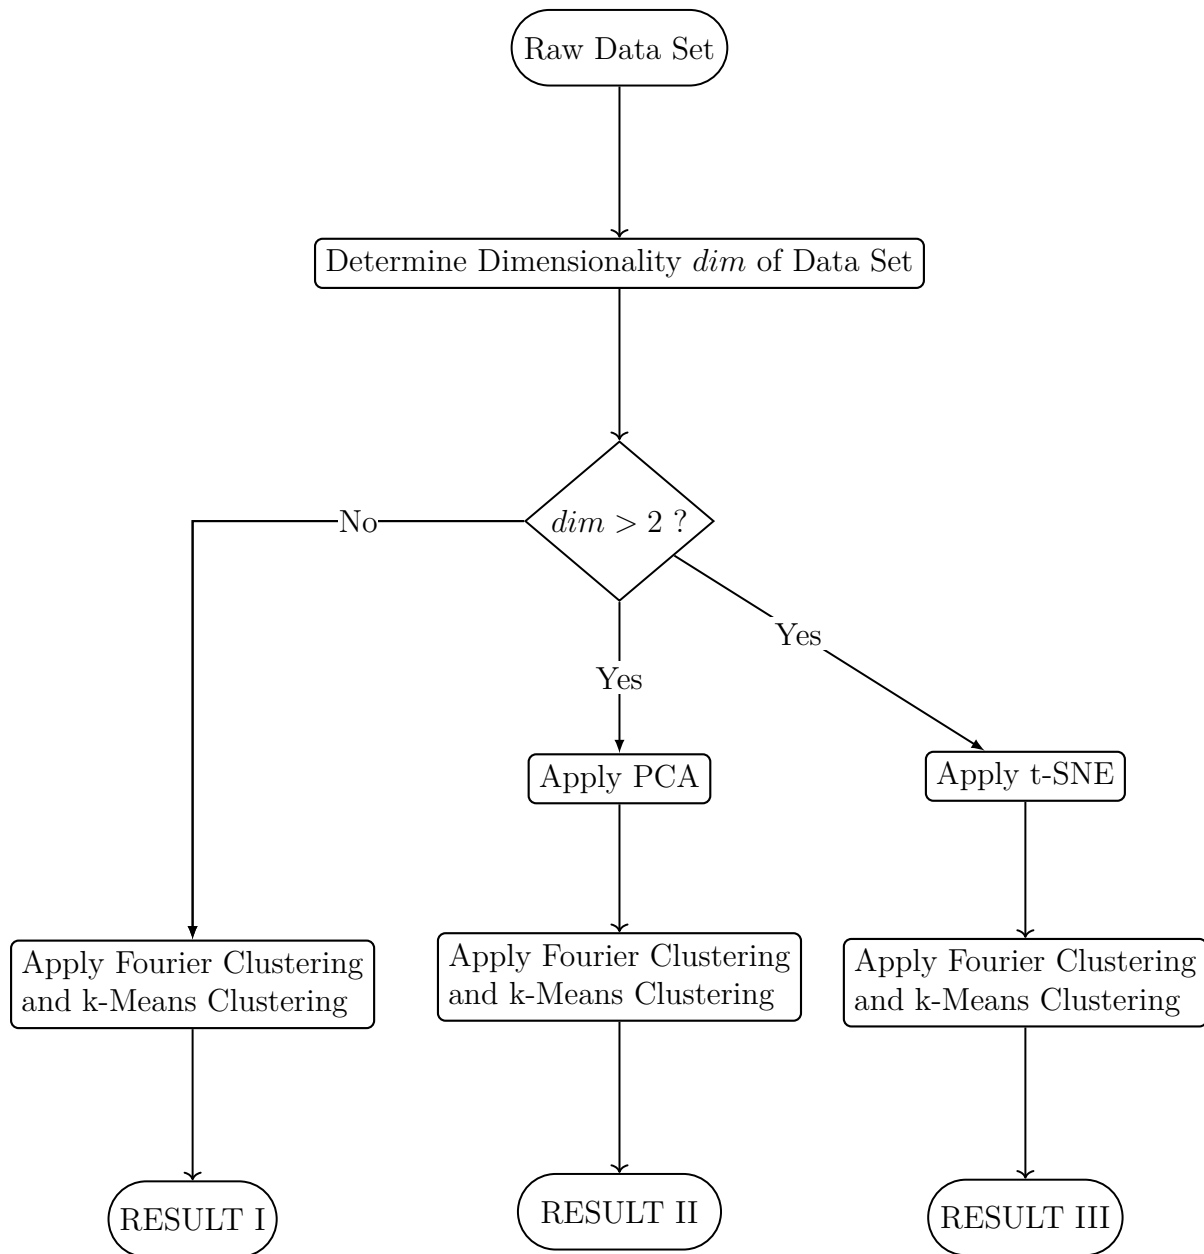 Raw Data Set
Determine Dimensionality dim of Data Set
dim > 2 ?
No
Yes
Yes
Apply PCA
Apply t-SNE
Apply Fourier Clustering
and k-Means Clustering
Apply Fourier Clustering
and k-Means Clustering
Apply Fourier Clustering
and k-Means Clustering
RESULT I
RESULT II
RESULT III